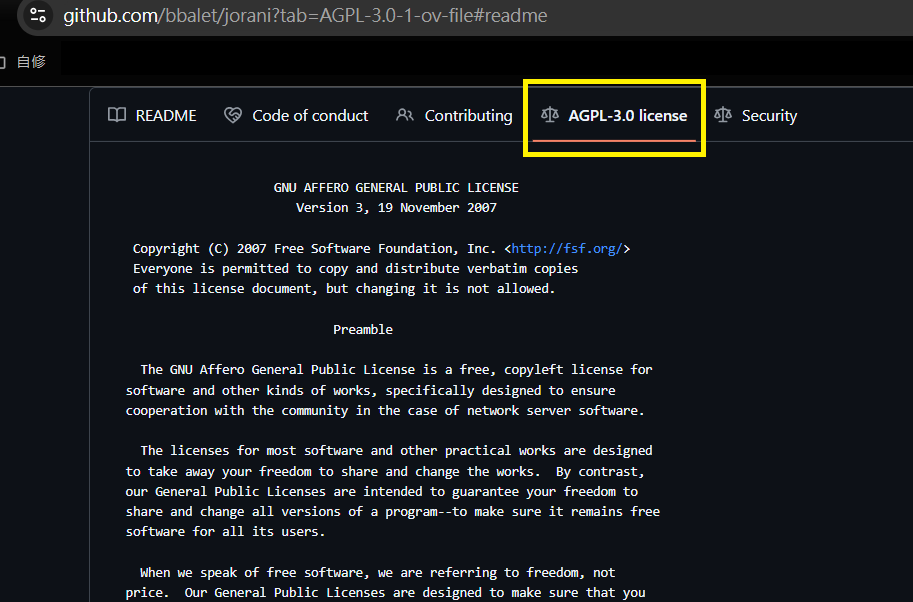 github.com/bbalet/jorani?tab=AGPL-3.0-1-ov-file#readme
自修
README Code of conduct Contributing AGPL-3.0 license Security
GNU AFFERO GENERAL PUBLIC LICENSE
Version 3, 19 November 2007
Copyright (C) 2007 Free Software Foundation, Inc. <http://fsf.org/>
Everyone is permitted to copy and distribute verbatim copies
of this license document, but changing it is not allowed.
Preamble
The GNU Affero General Public License is a free, copyleft license for
software and other kinds of works, specifically designed to ensure
cooperation with the community in the case of network server software.
The licenses for most software and other practical works are designed
to take away your freedom to share and change the works.  By contrast,
our General Public Licenses are intended to guarantee your freedom to
share and change all versions of a program--to make sure it remains free
software for all its users.
When we speak of free software, we are referring to freedom, not
price.  Our General Public Licenses are designed to make sure that you